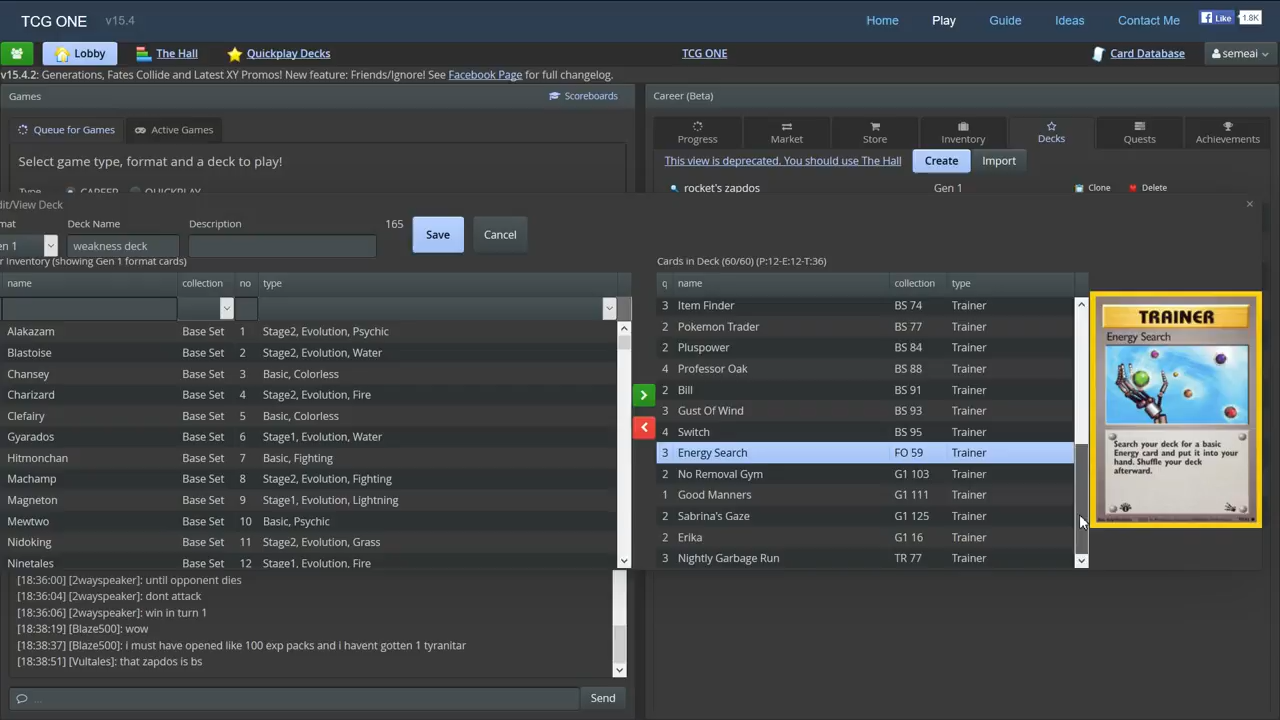 TCG ONE v15.4 Home Play Guide Ideas Contact Me Like 1.8K
Lobby The Hall Quickplay Decks TCG ONE Card Database semeai
v15.4.2: Generations, Fates Collide and Latest XY Promos! New feature: Friends/Ignore! See Facebook Page for full changelog.
Games Scoreboards Career (Beta)
Queue for Games Active Games Progress Market Store Inventory Decks Quests Achievements
Select game type, format and a deck to play! This view is deprecated. You should use The Hall Create Import
Type CAREER QUICKPLAY rocket's zapdos Gen 1 Clone Delete
dit/View Deck
mat Deck Name Description 165 Save Cancel
en 1 weakness deck
r Inventory (showing Gen 1 format cards) Cards in Deck (60/60) (P:12-E:12-T:36)
name collection no type q name collection type
3 Item Finder BS 74 Trainer
Alakazam Base Set 1 Stage2, Evolution, Psychic 2 Pokemon Trader BS 77 Trainer
Blastoise Base Set 2 Stage2, Evolution, Water 2 Pluspower BS 84 Trainer
Chansey Base Set 3 Basic, Colorless 4 Professor Oak BS 88 Trainer
Charizard Base Set 4 Stage2, Evolution, Fire 2 Bill BS 91 Trainer
Clefairy Base Set 5 Basic, Colorless 3 Gust Of Wind BS 93 Trainer
Gyarados Base Set 6 Stage1, Evolution, Water 4 Switch BS 95 Trainer
Hitmonchan Base Set 7 Basic, Fighting 3 Energy Search FO 59 Trainer
Machamp Base Set 8 Stage2, Evolution, Fighting 2 No Removal Gym G1 103 Trainer
Magneton Base Set 9 Stage1, Evolution, Lightning 1 Good Manners G1 111 Trainer
Mewtwo Base Set 10 Basic, Psychic 2 Sabrina's Gaze G1 125 Trainer
Nidoking Base Set 11 Stage2, Evolution, Grass 2 Erika G1 16 Trainer
Ninetales Base Set 12 Stage1, Evolution, Fire 3 Nightly Garbage Run TR 77 Trainer
TRAINER
Energy Search
Search your deck for a basic
Energy card and put it into your
hand. Shuffle your deck
afterward.
[18:36:00] [2wayspeaker]: until opponent dies
[18:36:04] [2wayspeaker]: dont attack
[18:36:06] [2wayspeaker]: win in turn 1
[18:38:19] [Blaze500]: wow
[18:38:37] [Blaze500]: i must have opened like 100 exp packs and i havent gotten 1 tyranitar
[18:38:51] [Vultales]: that zapdos is bs
... Send